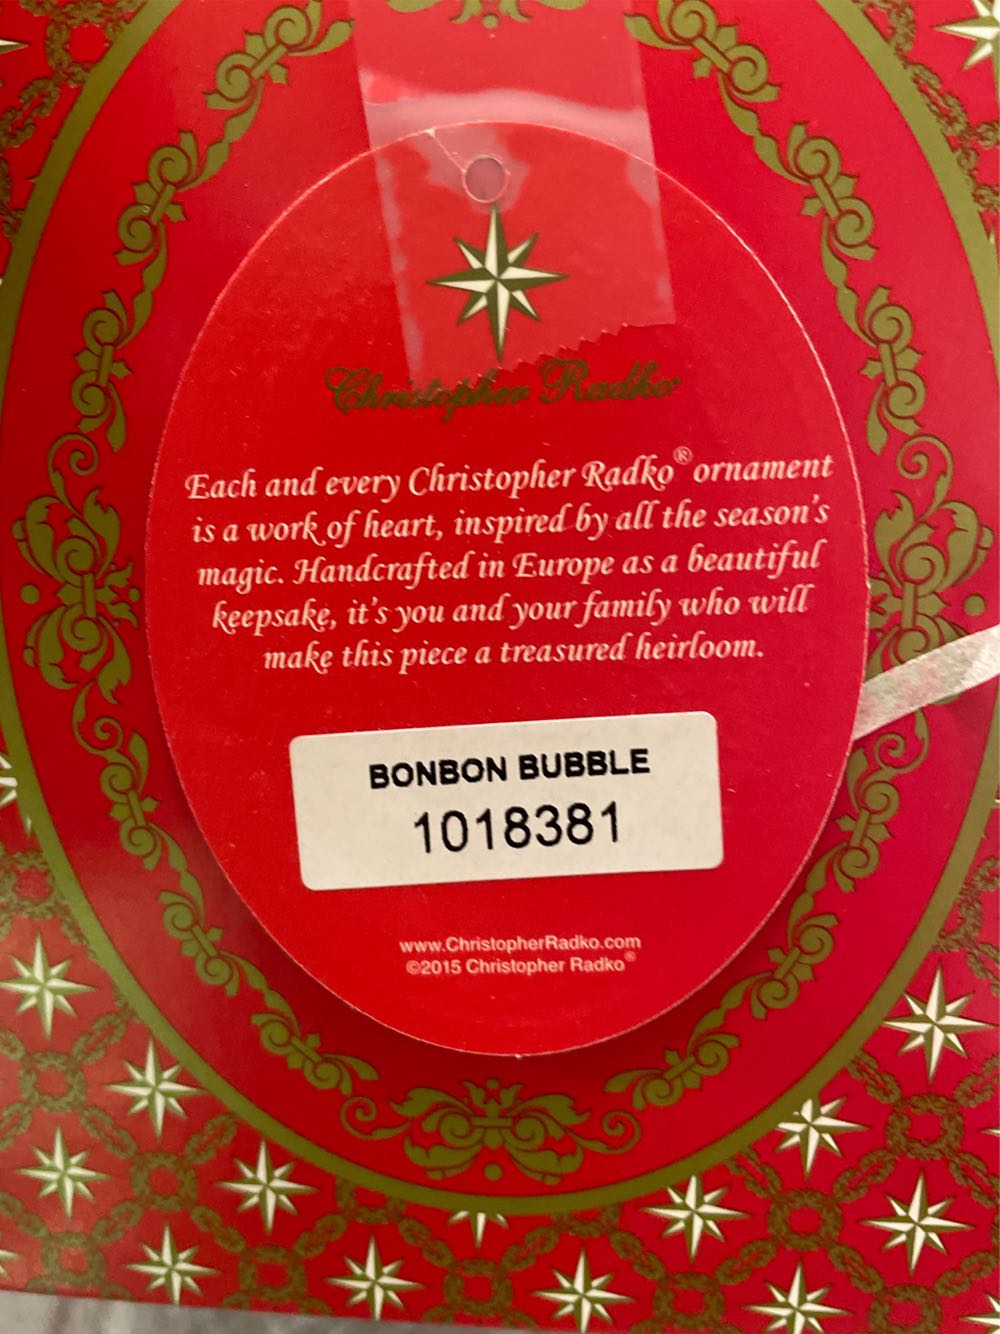 Christopher Radko
Each and every Christopher Radko® ornament
is a work of heart, inspired by all the season's
magic. Handcrafted in Europe as a beautiful
keepsake, it's you and your family who will
make this piece a treasured heirloom.
BONBON BUBBLE
1018381
www.ChristopherRadko.com
©2015 Christopher Radko®